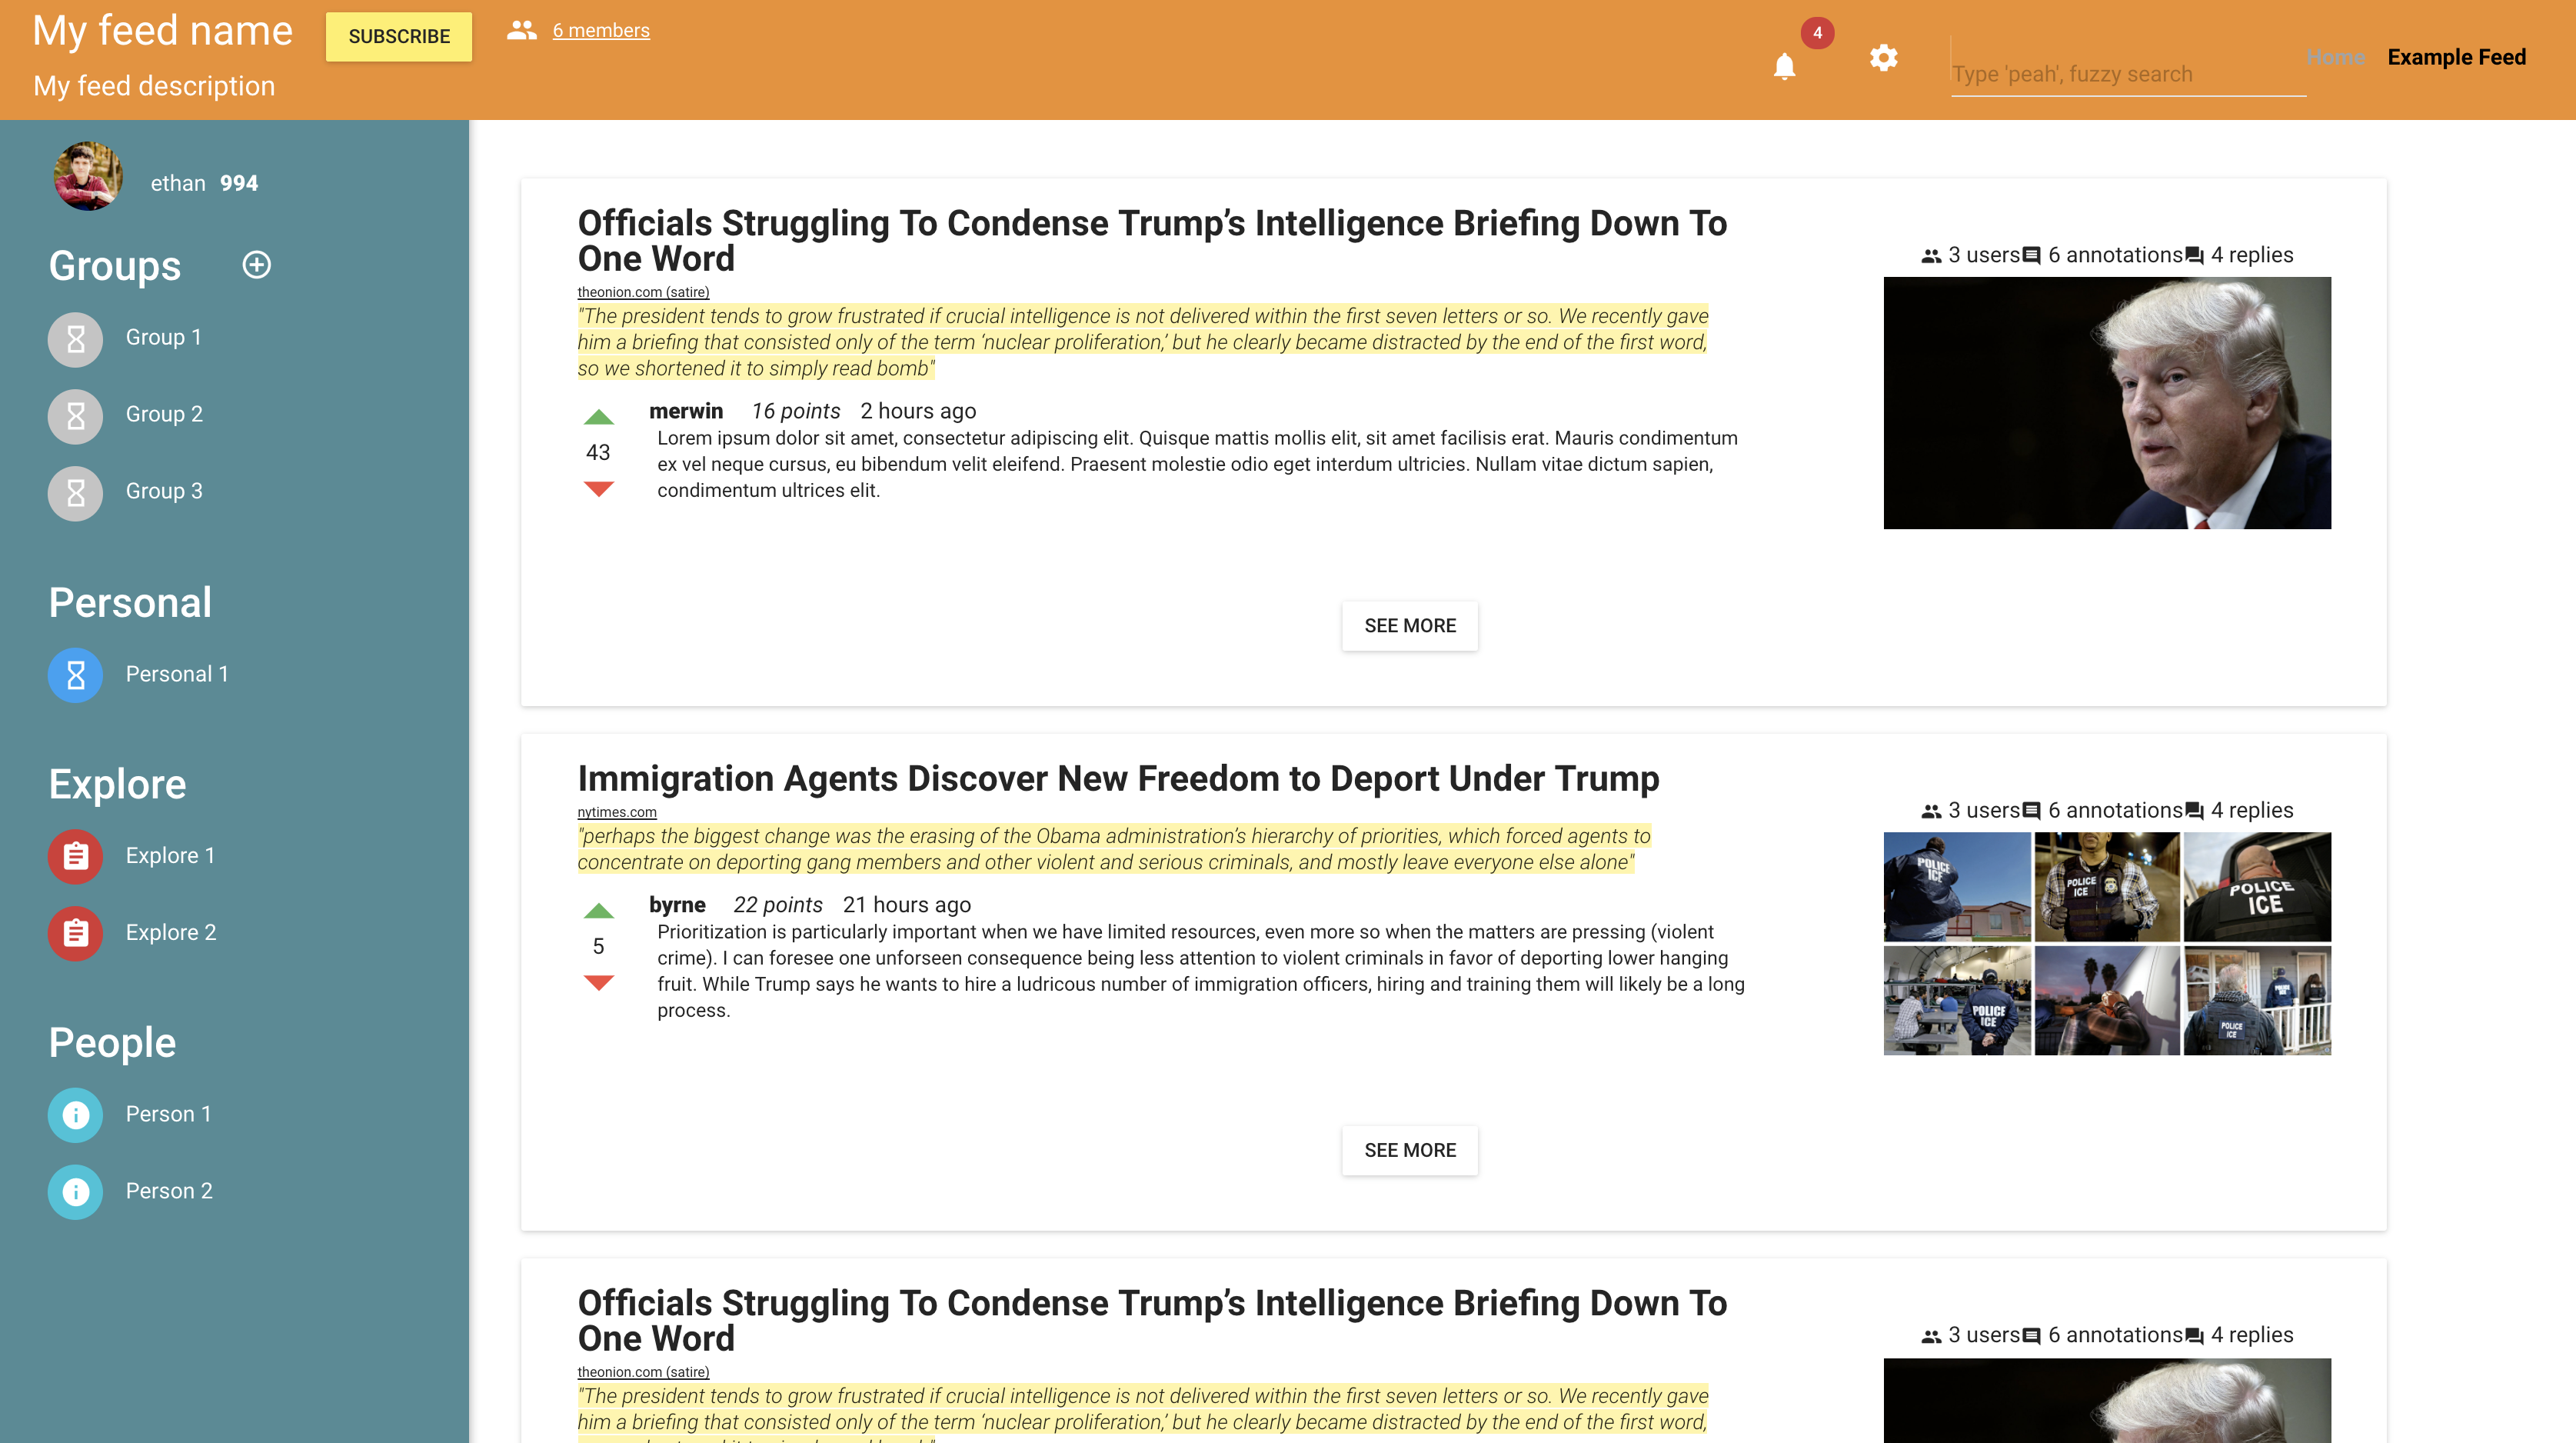 My feed name
SUBSCRIBE
6 members
4
Type 'peah', fuzzy search
Home
Example Feed
My feed description
ethan 994
Groups
Group 1
Group 2
Group 3
Personal
Personal 1
Explore
Explore 1
Explore 2
People
Person 1
Person 2
Officials Struggling To Condense Trump’s Intelligence Briefing Down To
One Word
theonion.com (satire)
"The president tends to grow frustrated if crucial intelligence is not delivered within the first seven letters or so. We recently gave
him a briefing that consisted only of the term ‘nuclear proliferation,’ but he clearly became distracted by the end of the first word,
so we shortened it to simply read bomb"
43
merwin 16 points 2 hours ago
Lorem ipsum dolor sit amet, consectetur adipiscing elit. Quisque mattis mollis elit, sit amet facilisis erat. Mauris condimentum
ex vel neque cursus, eu bibendum velit eleifend. Praesent molestie odio eget interdum ultricies. Nullam vitae dictum sapien,
condimentum ultrices elit.
3 users 6 annotations 4 replies
SEE MORE
Immigration Agents Discover New Freedom to Deport Under Trump
nytimes.com
"perhaps the biggest change was the erasing of the Obama administration’s hierarchy of priorities, which forced agents to
concentrate on deporting gang members and other violent and serious criminals, and mostly leave everyone else alone"
5
byrne 22 points 21 hours ago
Prioritization is particularly important when we have limited resources, even more so when the matters are pressing (violent
crime). I can foresee one unforseen consequence being less attention to violent criminals in favor of deporting lower hanging
fruit. While Trump says he wants to hire a ludricous number of immigration officers, hiring and training them will likely be a long
process.
3 users 6 annotations 4 replies
POLICE
ICE
POLICE
ICE
POLICE
ICE
POLICE
ICE
POLICE
ICE
SEE MORE
Officials Struggling To Condense Trump’s Intelligence Briefing Down To
One Word
theonion.com (satire)
"The president tends to grow frustrated if crucial intelligence is not delivered within the first seven letters or so. We recently gave
him a briefing that consisted only of the term ‘nuclear proliferation,’ but he clearly became distracted by the end of the first word,
3 users 6 annotations 4 replies